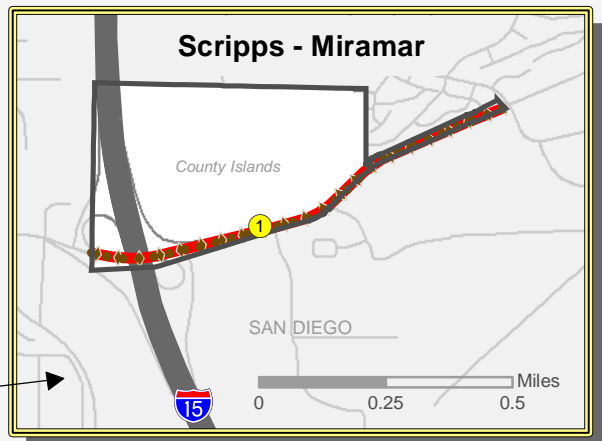 Scripps - Miramar
County Islands
1
SAN DIEGO
Miles
0 0.25 0.5
15